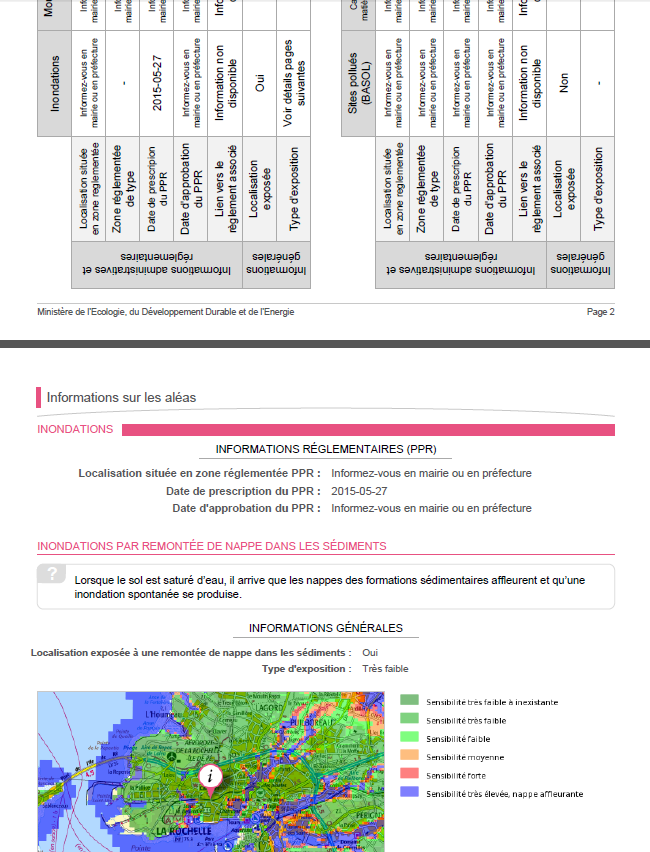 Mou
Inondations
Informez-vous en
mairie ou en préfecture
-
2015-05-27
Informez-vous en
mairie ou en préfecture
Information non
disponible
Oui
Voir détails pages
suivantes
Localisation située
en zone reglementée
Zone réglementée
de type
Date de prescription
du PPR
Date d'approbation
du PPR
Lien vers le
réglement associé
Localisation
exposée
Type d'exposition
Informations administratives et
réglementaires
Informations
générales
Sites pollués
(BASOL)
Informez-vous en
mairie ou en préfecture
Informez-vous en
mairie ou en préfecture
Informez-vous en
mairie ou en préfecture
Informez-vous en
mairie ou en préfecture
Information non
disponible
Non
-
Localisation située
en zone reglementée
Zone réglementée
de type
Date de prescription
du PPR
Date d'approbation
du PPR
Lien vers le
réglement associé
Localisation
exposée
Type d'exposition
Informations administratives et
réglementaires
Informations
générales
Ministère de l'Ecologie, du Développement Durable et de l'Energie Page 2
Informations sur les aléas
INONDATIONS
INFORMATIONS RÉGLEMENTAIRES (PPR)
Localisation située en zone réglementée PPR : Informez-vous en mairie ou en préfecture
Date de prescription du PPR : 2015-05-27
Date d'approbation du PPR : Informez-vous en mairie ou en préfecture
INONDATIONS PAR REMONTÉE DE NAPPE DANS LES SÉDIMENTS
?
Lorsque le sol est saturé d'eau, il arrive que les nappes des formations sédimentaires affleurent et qu'une
inondation spontanée se produise.
INFORMATIONS GÉNÉRALES
Localisation exposée à une remontée de nappe dans les sédiments : Oui
Type d'exposition : Très faible
L'Houmeau
LAGORD
PUILBOREAU
i
4,5
LA ROCHELLE
PERIGNY
Sensibilité très faible à inexistante
Sensibilité très faible
Sensibilité faible
Sensibilité moyenne
Sensibilité forte
Sensibilité très élevée, nappe affleurante